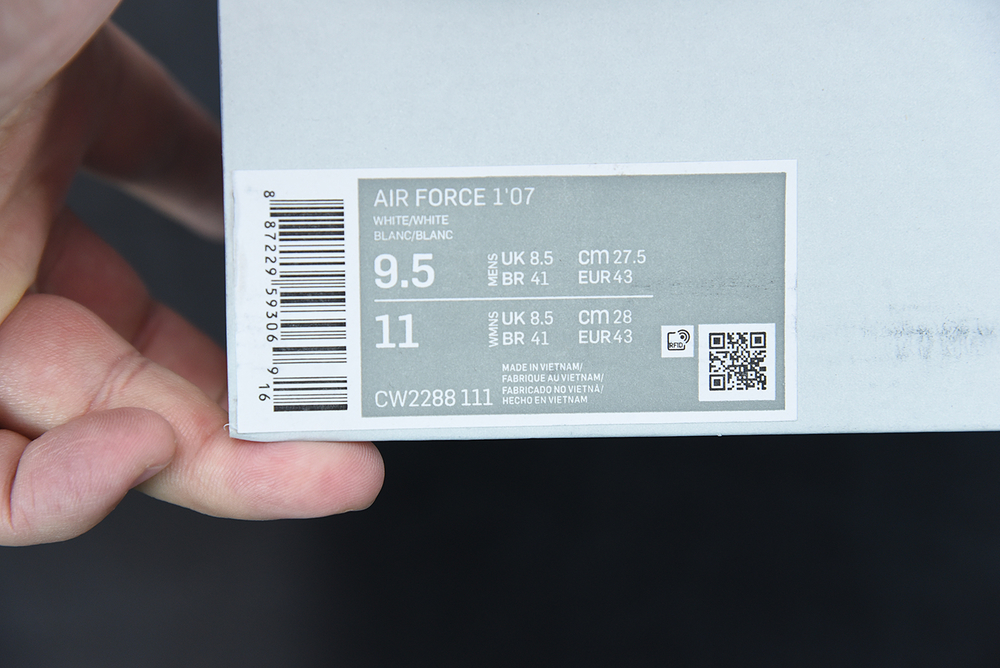 8 87229 59306 9 16
AIR FORCE 1'07
WHITE/WHITE
BLANC/BLANC
9.5 MENS UK 8.5 cm 27.5
BR 41 EUR 43
11 WMNS UK 8.5 cm 28
BR 41 EUR 43
RFID
CW2288 111
MADE IN VIETNAM/
FABRIQUE AU VIETNAM/
FABRICADO NO VIETNÁ/
HECHO EN VIETNAM